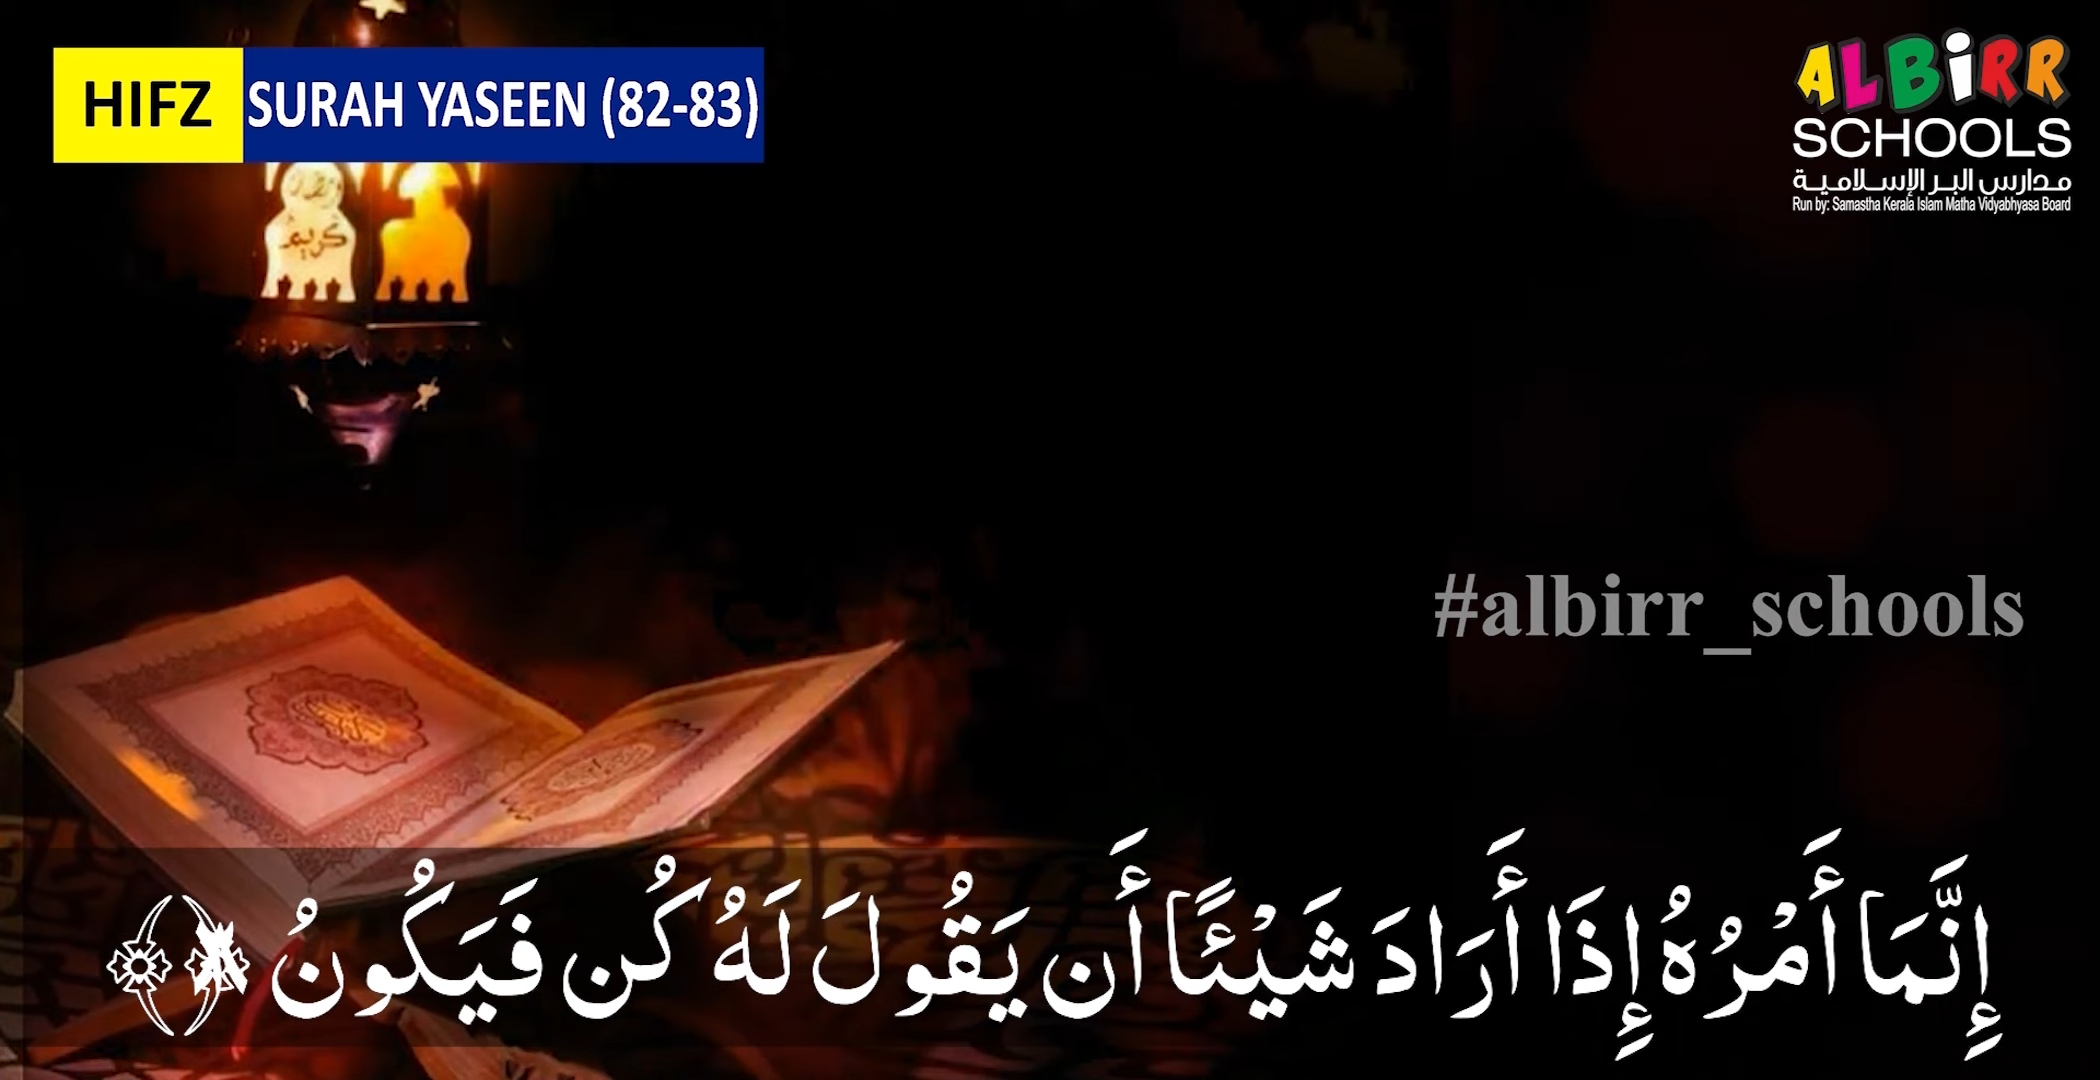 HIFZ SURAH YASEEN (82-83)
ALBiRR
SCHOOLS
مدارس البر الإسلامية
Run by: Samastha Kerala Islam Matha Vidyabhyasa Board
كريم
#albirr_schools
إِنَّمَا أَمْرُهُ إِذَا أَرَادَ شَيْئًا أَن يَقُولَ لَهُ كُن فَيَكُونُ